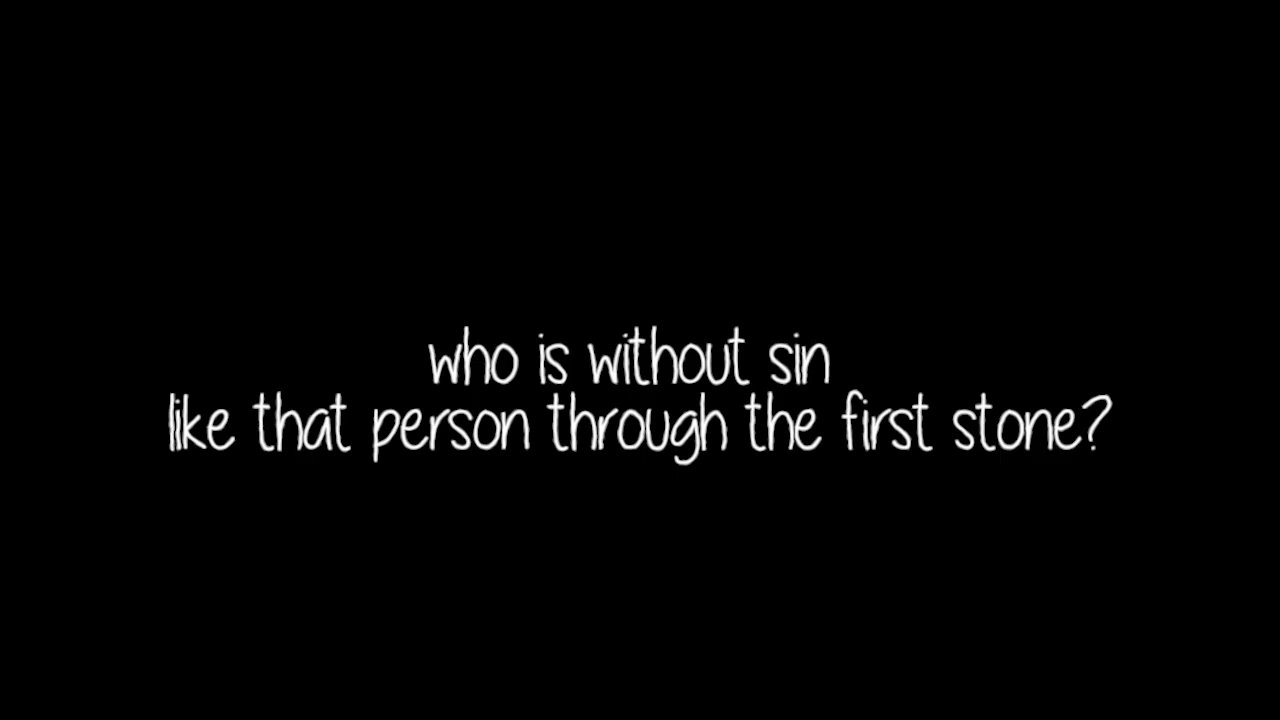 who is without sin
like that person through the first stone?